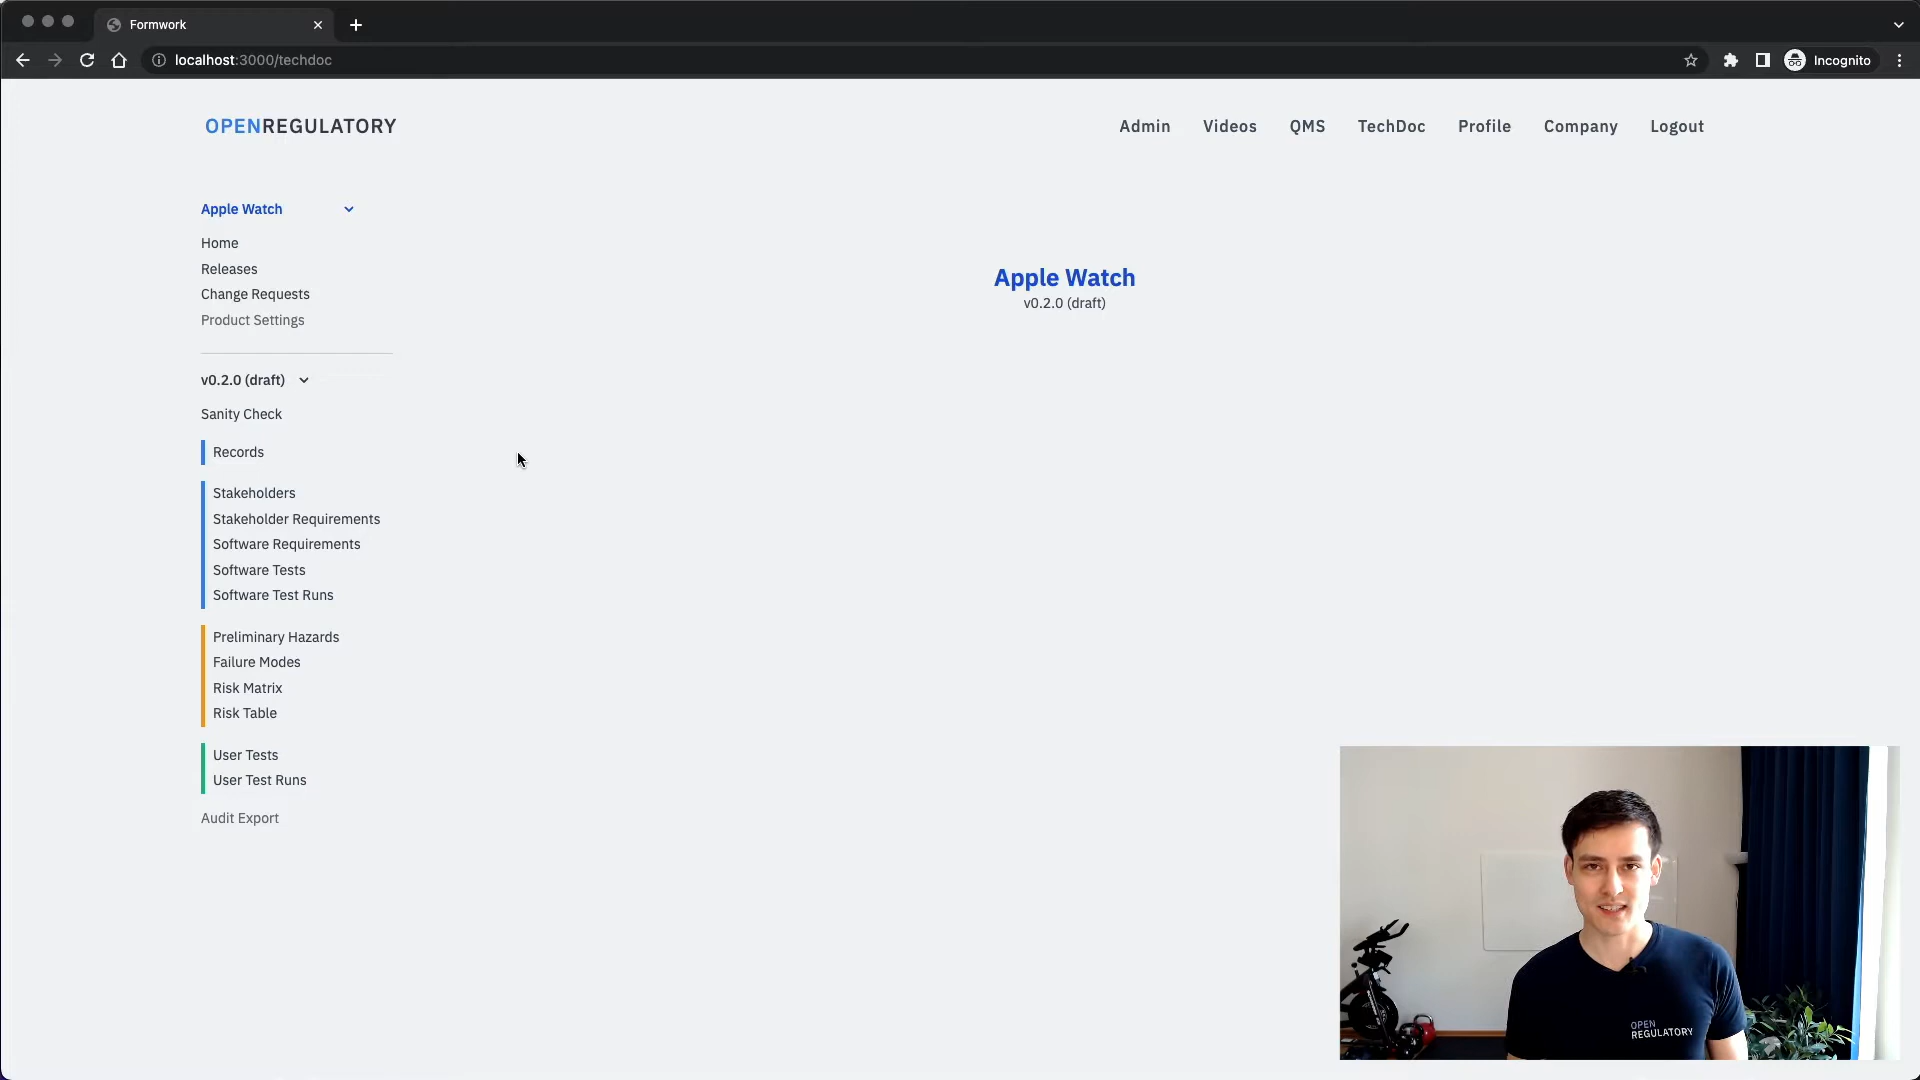 Formwork
localhost:3000/techdoc
Incognito
OPENREGULATORY
Admin
Videos
QMS
TechDoc
Profile
Company
Logout
Apple Watch
Home
Releases
Change Requests
Product Settings
Apple Watch
v0.2.0 (draft)
v0.2.0 (draft)
Sanity Check
Records
Stakeholders
Stakeholder Requirements
Software Requirements
Software Tests
Software Test Runs
Preliminary Hazards
Failure Modes
Risk Matrix
Risk Table
User Tests
User Test Runs
Audit Export
OPEN
REGULATORY